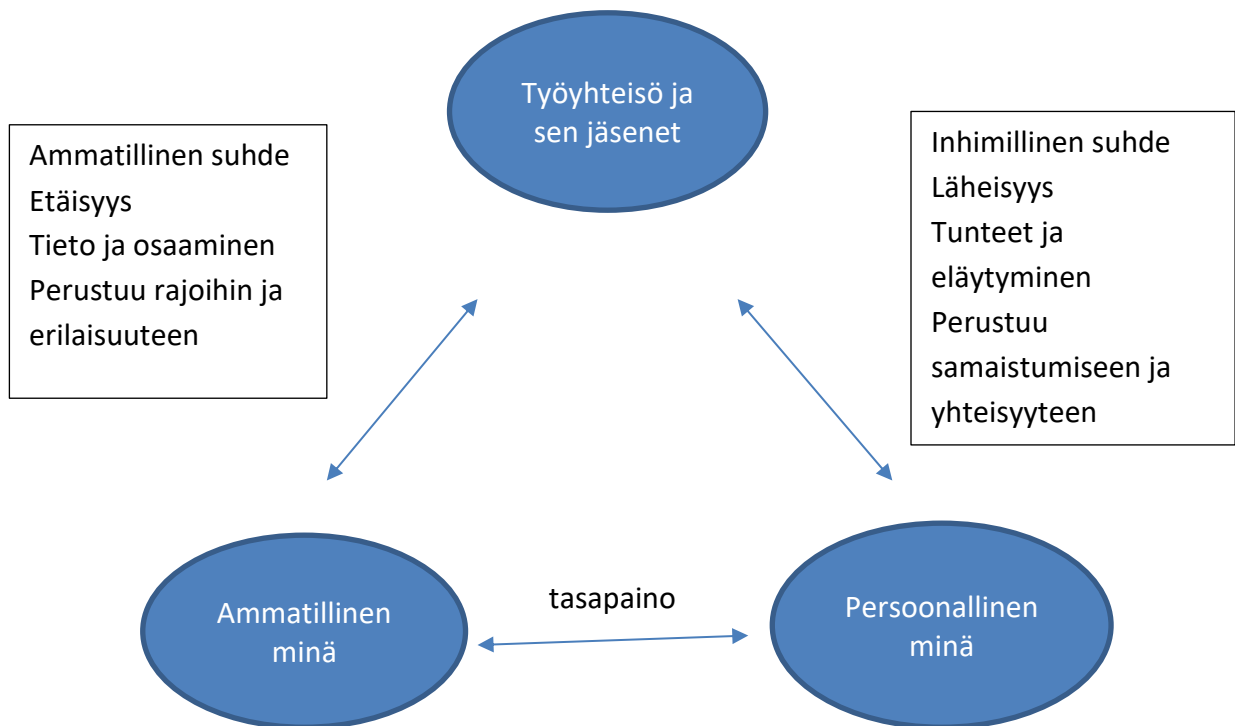 Työyhteisö ja
sen jäsenet
Ammatillinen suhde
Etäisyys
Tieto ja osaaminen
Perustuu rajoihin ja
erilaisuuteen
Inhimillinen suhde
Läheisyys
Tunteet ja
eläytyminen
Perustuu
samaistumiseen ja
yhteisyyteen
Ammatillinen
minä
tasapaino
Persoonallinen
minä